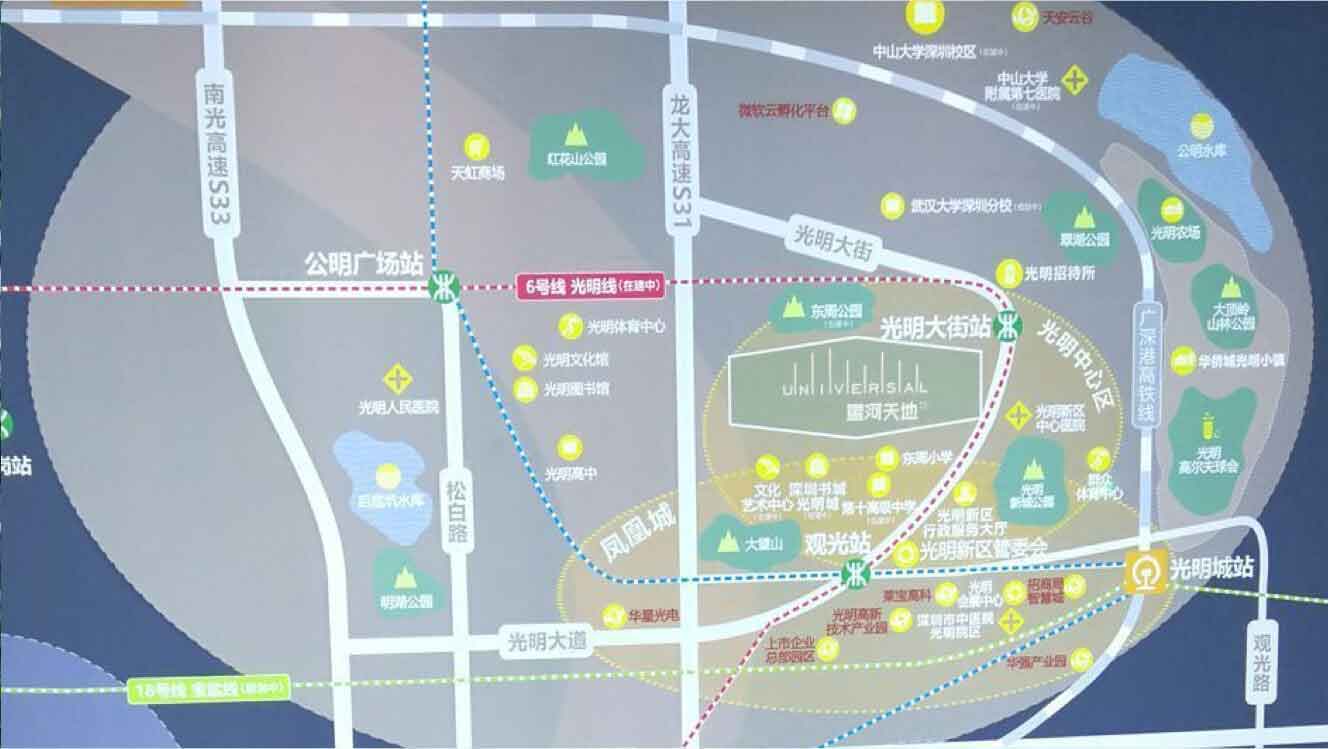 中山大学深圳校区(在建中)
天安云谷
中山大学
附属第七医院
(在建中)
南光高速S33
龙大高速S31
微软云孵化平台
公明水库
天虹商场
红花山公园
武汉大学深圳分校
翠湖公园
光明农场
光明大街
公明广场站
6号线 光明线(在建中)
光明招待所
大顶岭
山林公园
东周公园
光明大街站
光明中心区
广深港高铁线
光明体育中心
光明文化馆
光明图书馆
华侨城光明小镇
UNIVERSAL
星河天地
光明人民医院
光明新区
中心医院
光明
高尔夫球会
光明高中
东周小学
文化
艺术中心
深圳书城
光明城
第十高级中学
光明
新城公园
群众
体育中心
后底坑水库
松白路
凤凰城
大雙山
观光站
光明新区
行政服务大厅
光明新区管委会
光明城站
岗站
明湖公园
华星光电
莱宝高科
光明
会展中心
招商局
智慧城
光明高新
技术产业园
深圳市中医院
光明院区
光明大道
上市企业
总部园区
华强产业园
观光路
18号线